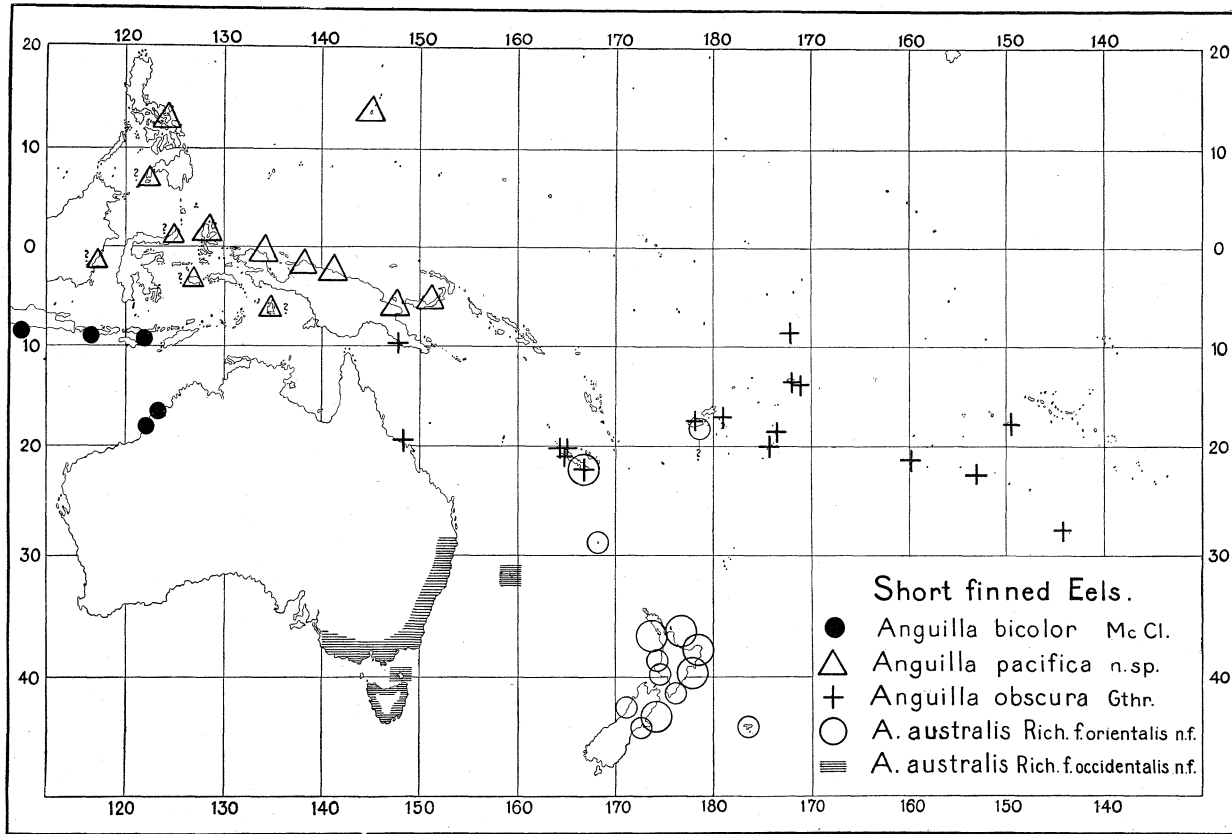 120 130 140 150 160 170 180 170 160 150 140
20 20
10 10
0 0
10 10
20 20
30 30
40 40
? ? ? ? ? ?
Short finned Eels.
Anguilla bicolor Mc Cl.
Anguilla pacifica n.sp.
Anguilla obscura Gthr.
A. australis Rich. f. orientalis n.f.
A. australis Rich. f. occidentalis n.f.
120 130 140 150 160 170 180 170 160 150 140